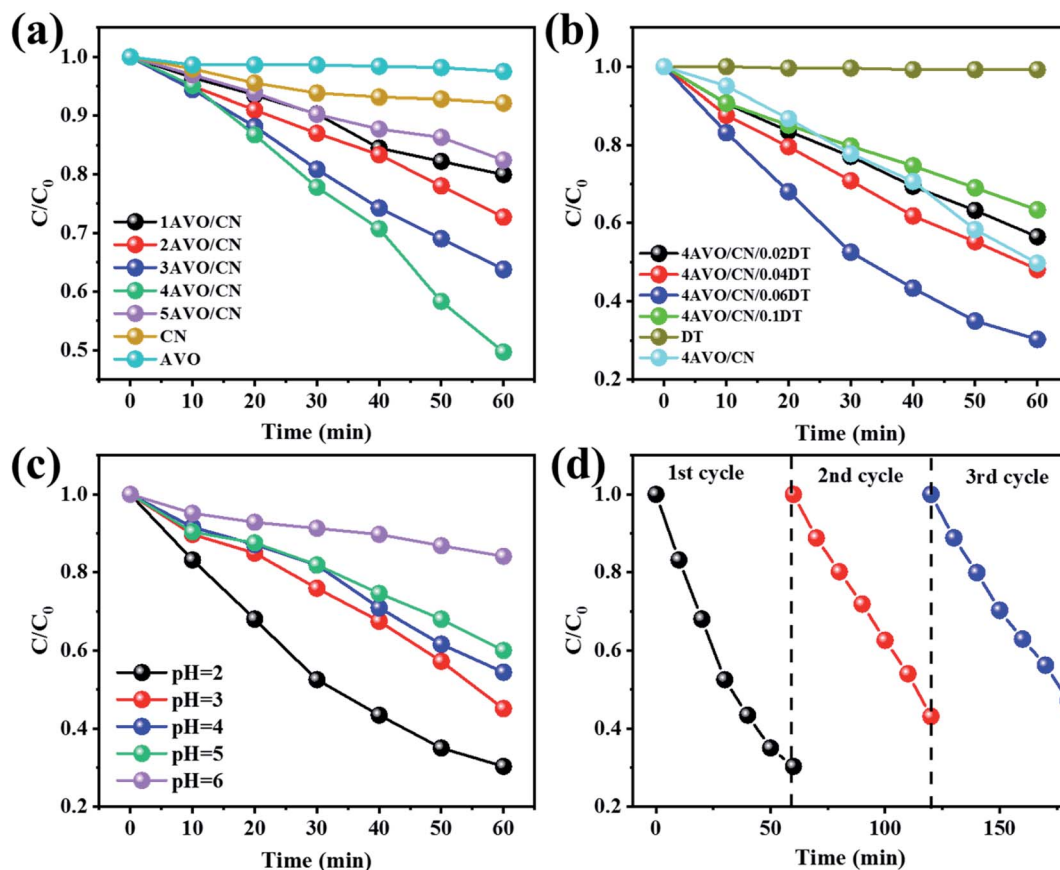 (a)
1.0
0.9
0.8
0.7
0.6
0.5
C/C₀
1AVO/CN
2AVO/CN
3AVO/CN
4AVO/CN
5AVO/CN
CN
AVO
0 10 20 30 40 50 60
Time (min)
(b)
1.0
0.8
0.6
0.4
0.2
C/C₀
4AVO/CN/0.02DT
4AVO/CN/0.04DT
4AVO/CN/0.06DT
4AVO/CN/0.1DT
DT
4AVO/CN
0 10 20 30 40 50 60
Time (min)
(c)
1.0
0.8
0.6
0.4
0.2
C/C₀
pH=2
pH=3
pH=4
pH=5
pH=6
0 10 20 30 40 50 60
Time (min)
(d)
1st cycle 2nd cycle 3rd cycle
1.0
0.8
0.6
0.4
0.2
C/C₀
0 50 100 150
Time (min)